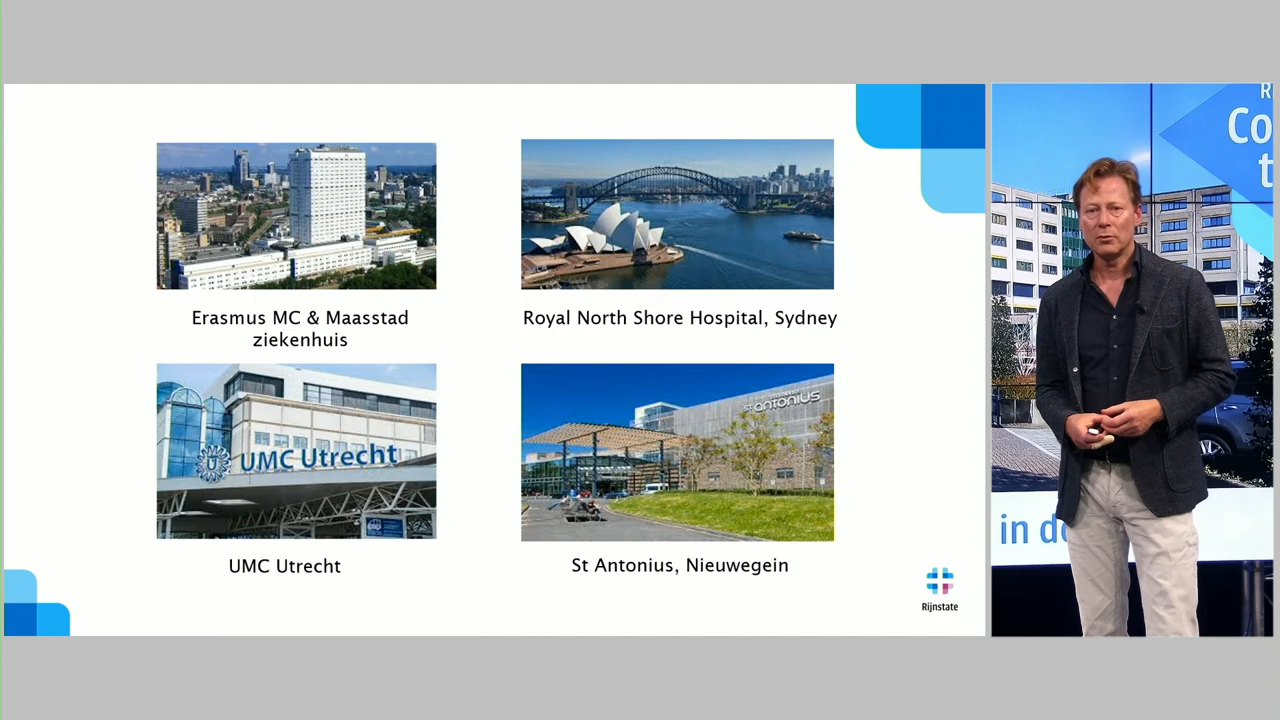 Erasmus MC & Maasstad
ziekenhuis
Royal North Shore Hospital, Sydney
UMC Utrecht
ST ANTONIUS
UMC Utrecht
St Antonius, Nieuwegein
Rijnstate
R
Co
t
in d